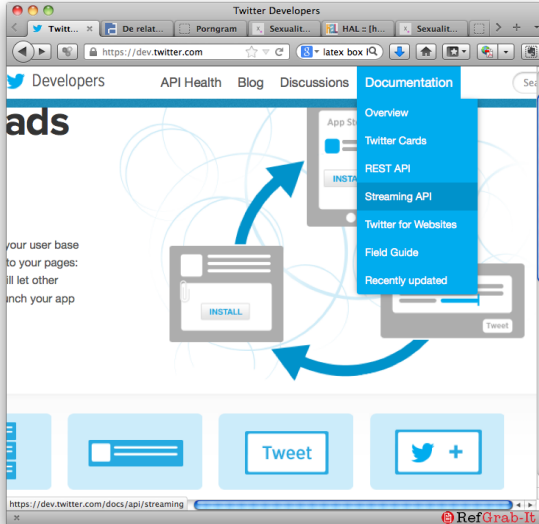 Twitter Developers
Twitt...
De relat...
Porngram
Sexualit...
HAL :: [h...
Sexualit...
https://dev.twitter.com
latex box
Developers
API Health
Blog
Discussions
Documentation
Sea
ads
App Sto
INSTA
Overview
Twitter Cards
REST API
Streaming API
Twitter for Websites
Field Guide
Recently updated
your user base
to your pages:
ill let other
unch your app
INSTALL
Tweet
Tweet
https://dev.twitter.com/docs/api/streaming
RefGrab-It